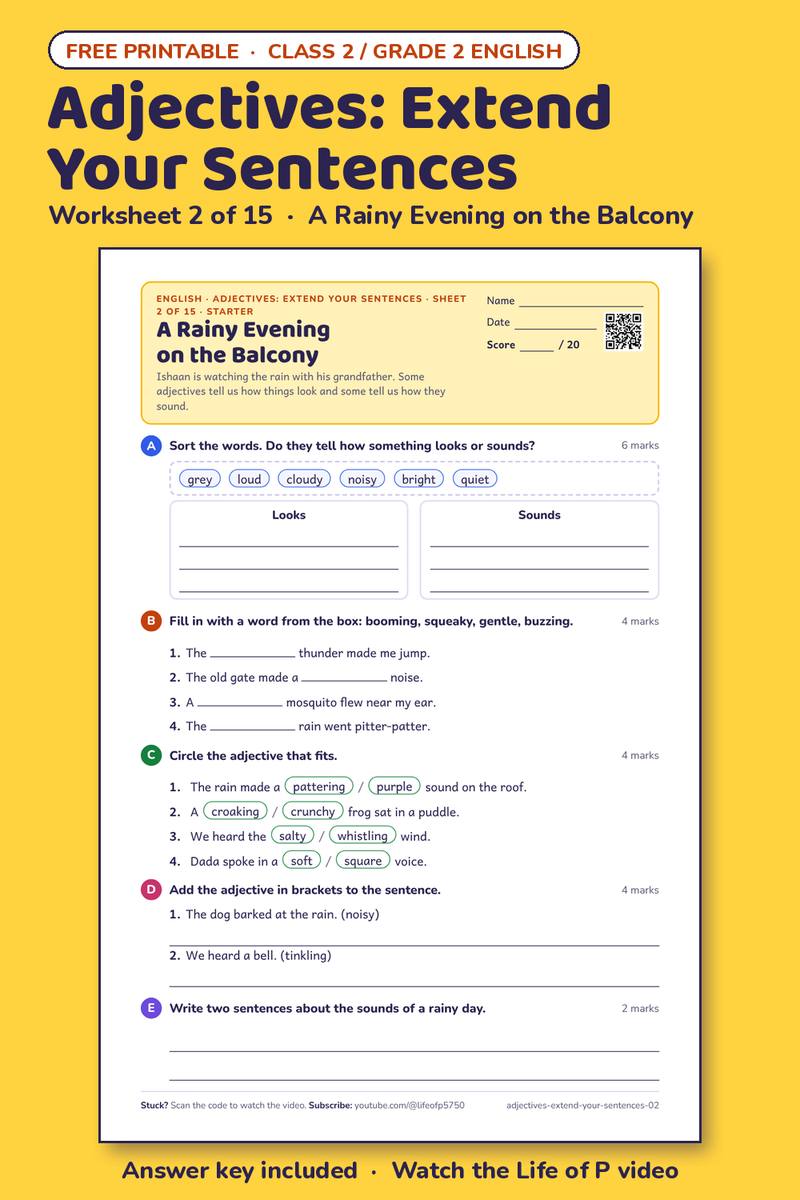 FREE PRINTABLE · CLASS 2 / GRADE 2 ENGLISH
Adjectives: Extend
Your Sentences
Worksheet 2 of 15 · A Rainy Evening on the Balcony
ENGLISH · ADJECTIVES: EXTEND YOUR SENTENCES · SHEET
2 OF 15 · STARTER
A Rainy Evening
on the Balcony
Ishaan is watching the rain with his grandfather. Some
adjectives tell us how things look and some tell us how they
sound.
Name ____________
Date ____________
Score ______ / 20
A Sort the words. Do they tell how something looks or sounds? 6 marks
grey loud cloudy noisy bright quiet
Looks Sounds
B Fill in with a word from the box: booming, squeaky, gentle, buzzing. 4 marks
1. The ____________ thunder made me jump.
2. The old gate made a ____________ noise.
3. A ____________ mosquito flew near my ear.
4. The ____________ rain went pitter-patter.
C Circle the adjective that fits. 4 marks
1. The rain made a pattering / purple sound on the roof.
2. A croaking / crunchy frog sat in a puddle.
3. We heard the salty / whistling wind.
4. Dada spoke in a soft / square voice.
D Add the adjective in brackets to the sentence. 4 marks
1. The dog barked at the rain. (noisy)
2. We heard a bell. (tinkling)
E Write two sentences about the sounds of a rainy day. 2 marks
Stuck? Scan the code to watch the video. Subscribe: youtube.com/@lifeofp5750 adjectives-extend-your-sentences-02
Answer key included · Watch the Life of P video